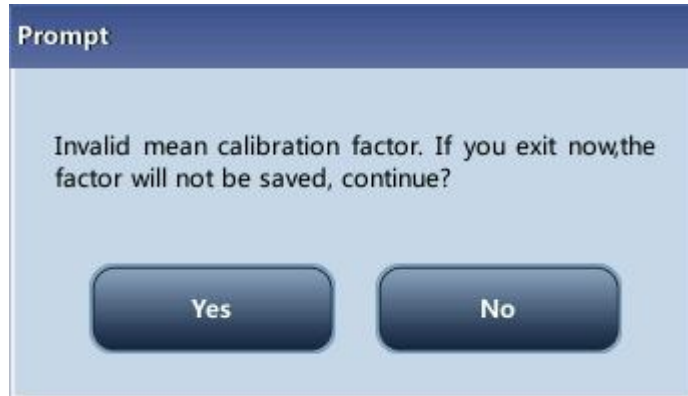 Prompt
Invalid mean calibration factor. If you exit now,the
factor will not be saved, continue?
Yes
No